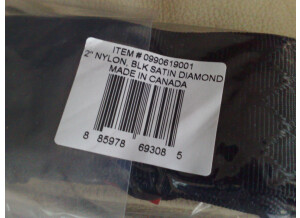 ITEM # 0990619001
2" NYLON, BLK SATIN DIAMOND
MADE IN CANADA
8 85978 69308 5